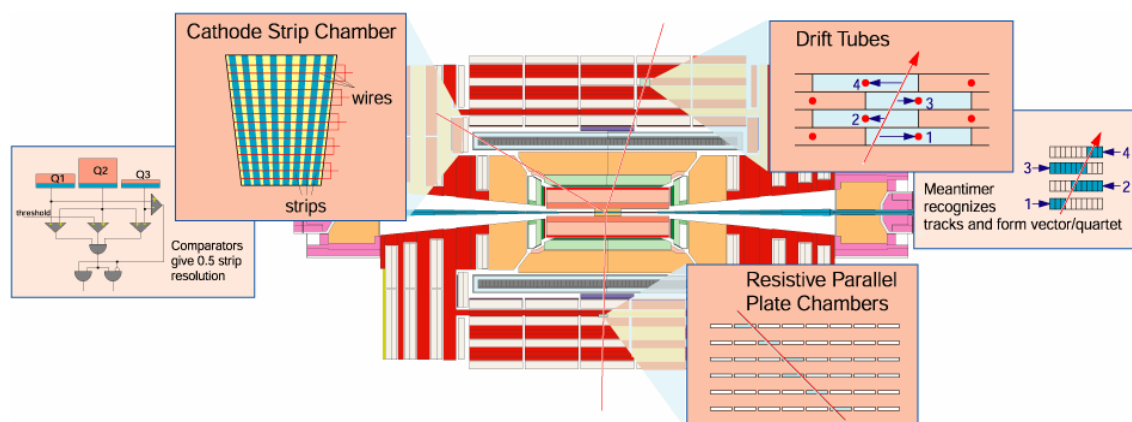 Cathode Strip Chamber
wires
strips
Q1
Q2
Q3
threshold
Comparators
give 0.5 strip
resolution
Drift Tubes
4
3
2
1
4
3
2
1
Meantimer
recognizes
tracks and form vector/quartet
Resistive Parallel
Plate Chambers